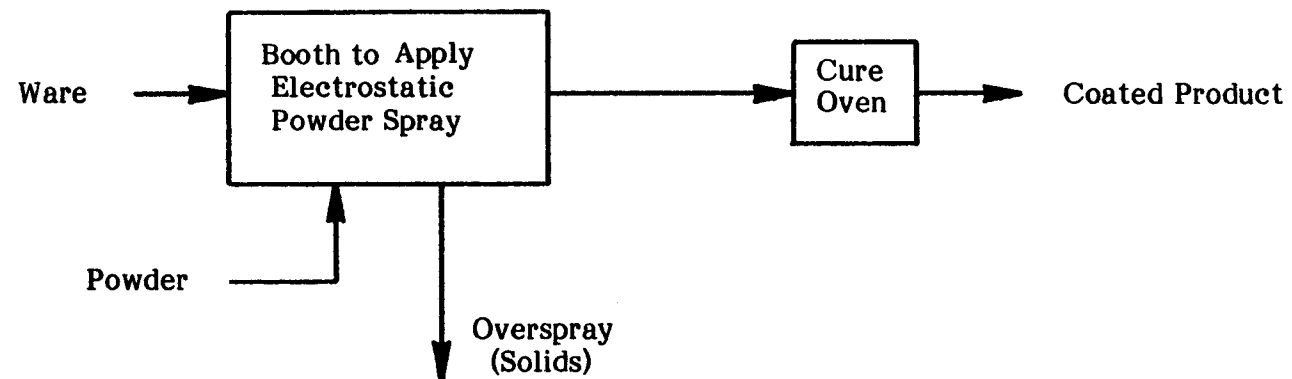 Booth to Apply
Electrostatic
Powder Spray
Ware
Cure
Oven
Coated Product
Powder
Overspray
(Solids)